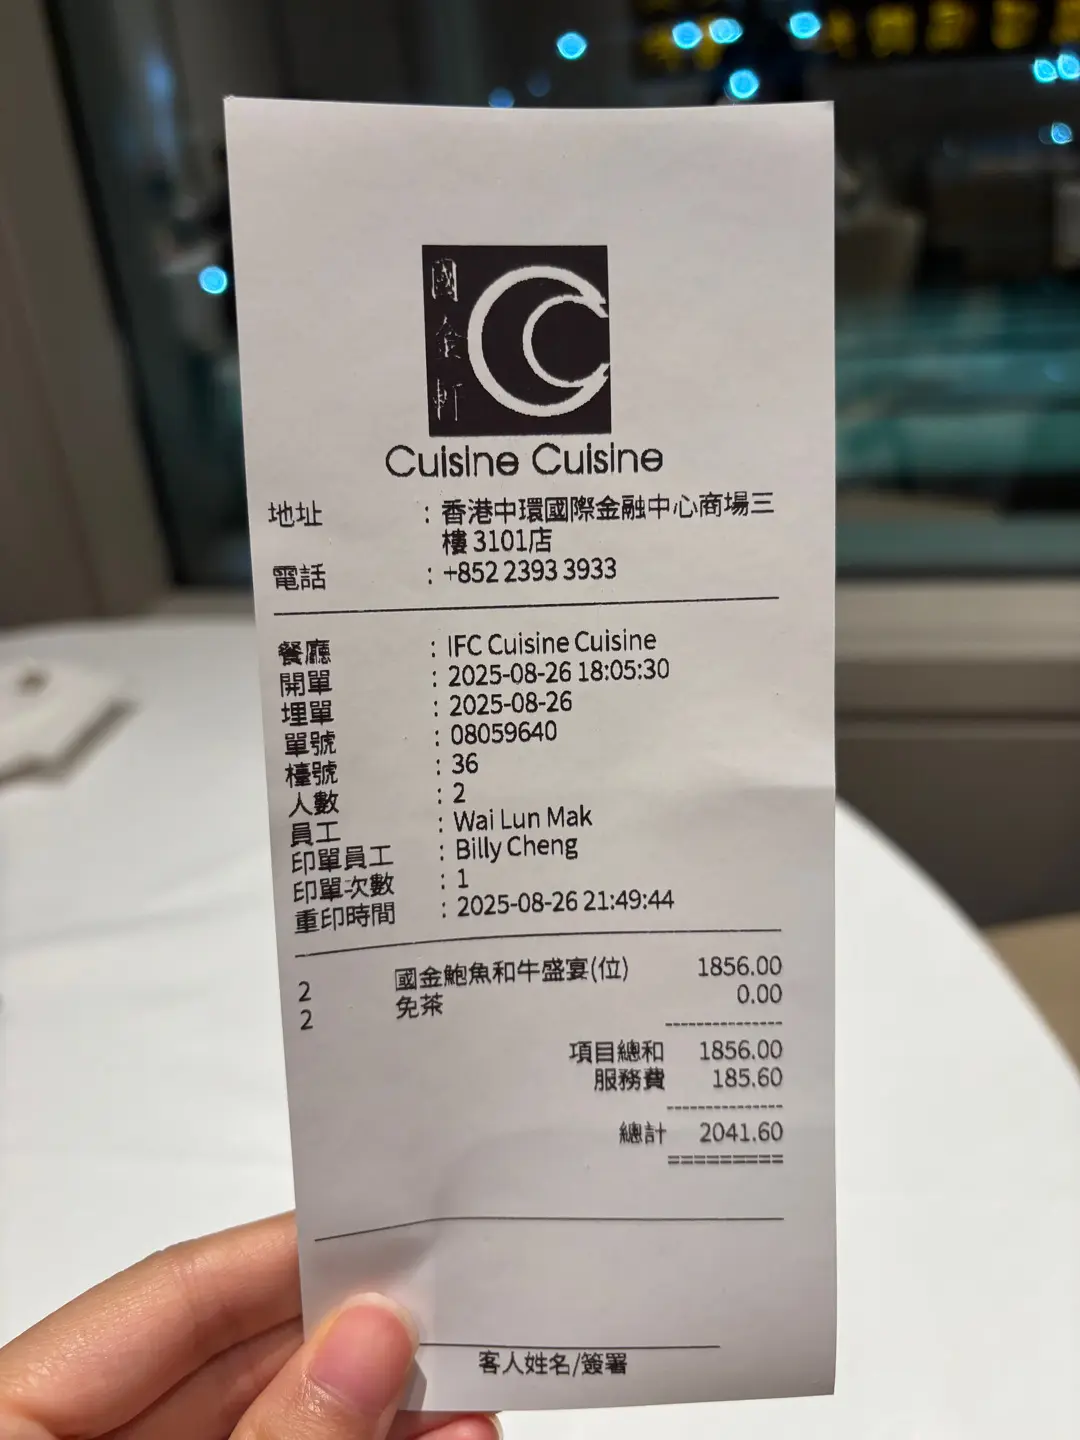 國金軒
Cuisine Cuisine
地址 : 香港中環國際金融中心商場三
樓 3101店
電話 : +852 2393 3933
餐廳 : IFC Cuisine Cuisine
開單 : 2025-08-26 18:05:30
埋單 : 2025-08-26
單號 : 08059640
檯號 : 36
人數 : 2
員工 : Wai Lun Mak
印單員工 : Billy Cheng
印單次數 : 1
重印時間 : 2025-08-26 21:49:44
2 國金鮑魚和牛盛宴(位) 1856.00
2 免茶 0.00
---------------
項目總和 1856.00
服務費 185.60
---------------
總計 2041.60
=========
客人姓名/簽署